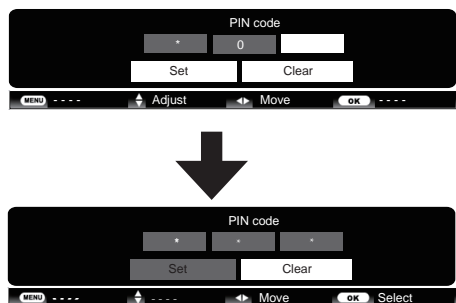 PIN code
* 0
Set Clear
MENU - - - - Adjust Move OK - - - -
PIN code
* * *
Set Clear
MENU - - - - - - - - Move OK Select